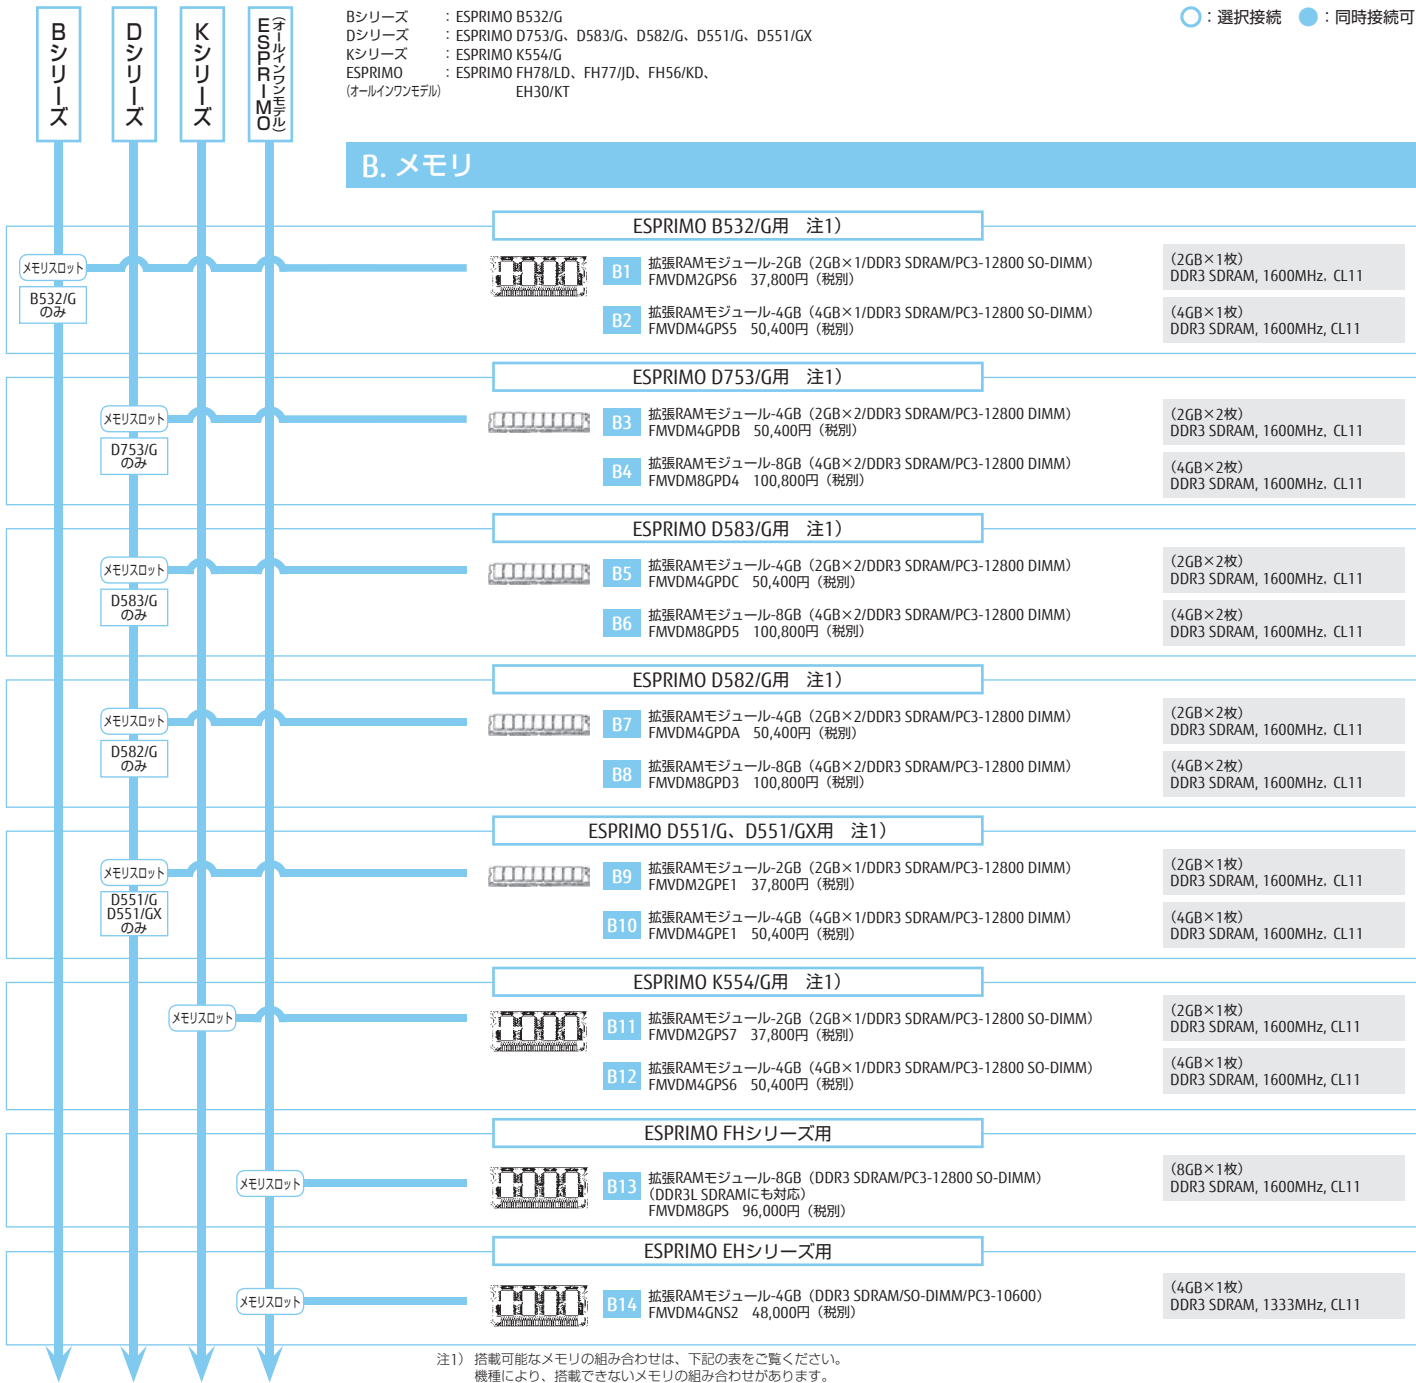 Bシリーズ
Dシリーズ
Kシリーズ
ESPRIMO
(オールインワンモデル)
Bシリーズ ：ESPRIMO B532/G
Dシリーズ ：ESPRIMO D753/G、D583/G、D582/G、D551/G、D551/GX
Kシリーズ ：ESPRIMO K554/G
ESPRIMO ：ESPRIMO FH78/LD、FH77/JD、FH56/KD、
(オールインワンモデル) EH30/KT
○：選択接続 ●：同時接続可
B. メモリ
ESPRIMO B532/G用 注1）
メモリスロット
B532/G
のみ
B1 拡張RAMモジュール-2GB（2GB×1/DDR3 SDRAM/PC3-12800 SO-DIMM）
FMVDM2GPS6 37,800円（税別）
（2GB×1枚）
DDR3 SDRAM, 1600MHz, CL11
B2 拡張RAMモジュール-4GB（4GB×1/DDR3 SDRAM/PC3-12800 SO-DIMM）
FMVDM4GPS5 50,400円（税別）
（4GB×1枚）
DDR3 SDRAM, 1600MHz, CL11
ESPRIMO D753/G用 注1）
メモリスロット
D753/G
のみ
B3 拡張RAMモジュール-4GB（2GB×2/DDR3 SDRAM/PC3-12800 DIMM）
FMVDM4GPDB 50,400円（税別）
（2GB×2枚）
DDR3 SDRAM, 1600MHz, CL11
B4 拡張RAMモジュール-8GB（4GB×2/DDR3 SDRAM/PC3-12800 DIMM）
FMVDM8GPD4 100,800円（税別）
（4GB×2枚）
DDR3 SDRAM, 1600MHz, CL11
ESPRIMO D583/G用 注1）
メモリスロット
D583/G
のみ
B5 拡張RAMモジュール-4GB（2GB×2/DDR3 SDRAM/PC3-12800 DIMM）
FMVDM4GPDC 50,400円（税別）
（2GB×2枚）
DDR3 SDRAM, 1600MHz, CL11
B6 拡張RAMモジュール-8GB（4GB×2/DDR3 SDRAM/PC3-12800 DIMM）
FMVDM8GPD5 100,800円（税別）
（4GB×2枚）
DDR3 SDRAM, 1600MHz, CL11
ESPRIMO D582/G用 注1）
メモリスロット
D582/G
のみ
B7 拡張RAMモジュール-4GB（2GB×2/DDR3 SDRAM/PC3-12800 DIMM）
FMVDM4GPDA 50,400円（税別）
（2GB×2枚）
DDR3 SDRAM, 1600MHz, CL11
B8 拡張RAMモジュール-8GB（4GB×2/DDR3 SDRAM/PC3-12800 DIMM）
FMVDM8GPD3 100,800円（税別）
（4GB×2枚）
DDR3 SDRAM, 1600MHz, CL11
ESPRIMO D551/G、D551/GX用 注1）
メモリスロット
D551/G
D551/GX
のみ
B9 拡張RAMモジュール-2GB（2GB×1/DDR3 SDRAM/PC3-12800 DIMM）
FMVDM2GPE1 37,800円（税別）
（2GB×1枚）
DDR3 SDRAM, 1600MHz, CL11
B10 拡張RAMモジュール-4GB（4GB×1/DDR3 SDRAM/PC3-12800 DIMM）
FMVDM4GPE1 50,400円（税別）
（4GB×1枚）
DDR3 SDRAM, 1600MHz, CL11
ESPRIMO K554/G用 注1）
メモリスロット
B11 拡張RAMモジュール-2GB（2GB×1/DDR3 SDRAM/PC3-12800 SO-DIMM）
FMVDM2GPS7 37,800円（税別）
（2GB×1枚）
DDR3 SDRAM, 1600MHz, CL11
B12 拡張RAMモジュール-4GB（4GB×1/DDR3 SDRAM/PC3-12800 SO-DIMM）
FMVDM4GPS6 50,400円（税別）
（4GB×1枚）
DDR3 SDRAM, 1600MHz, CL11
ESPRIMO FHシリーズ用
メモリスロット
B13 拡張RAMモジュール-8GB（DDR3 SDRAM/PC3-12800 SO-DIMM）
（DDR3L SDRAMにも対応）
FMVDM8GPS 96,000円（税別）
（8GB×1枚）
DDR3 SDRAM, 1600MHz, CL11
ESPRIMO EHシリーズ用
メモリスロット
B14 拡張RAMモジュール-4GB（DDR3 SDRAM/SO-DIMM/PC3-10600）
FMVDM4GNS2 48,000円（税別）
（4GB×1枚）
DDR3 SDRAM, 1333MHz, CL11
注1） 搭載可能なメモリの組み合わせは、下記の表をご覧ください。
機種により、搭載できないメモリの組み合わせがあります。